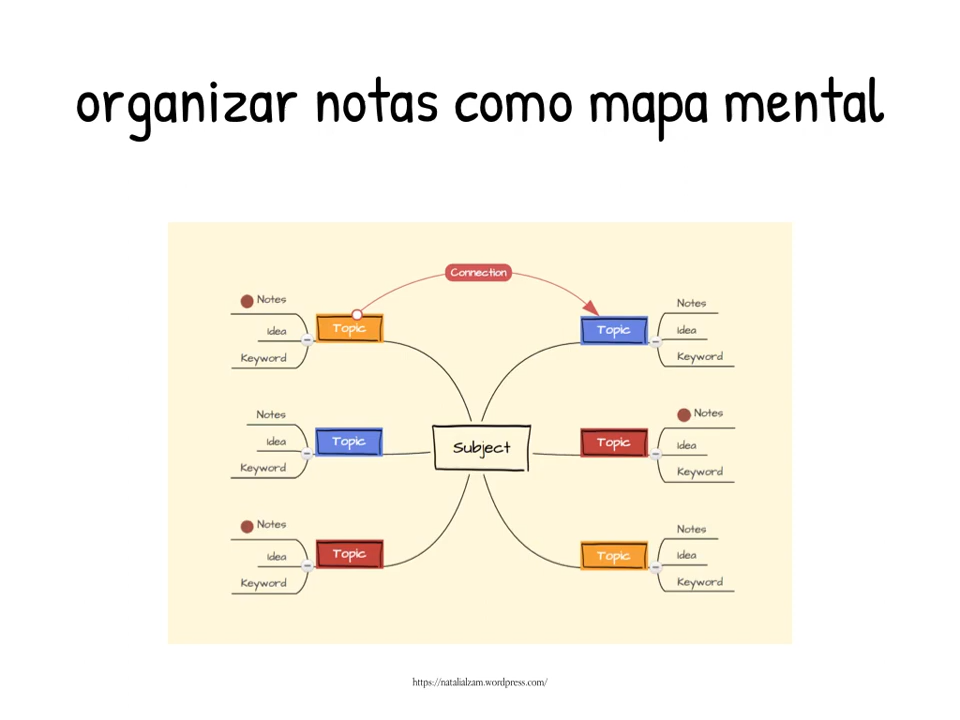 organizar notas como mapa mental
Connection
Notes
Idea
Keyword
Topic
Topic
Notes
Idea
Keyword
Notes
Idea
Keyword
Topic
Subject
Topic
Notes
Idea
Keyword
Notes
Idea
Keyword
Topic
Topic
Notes
Idea
Keyword
https://natalialzam.wordpress.com/